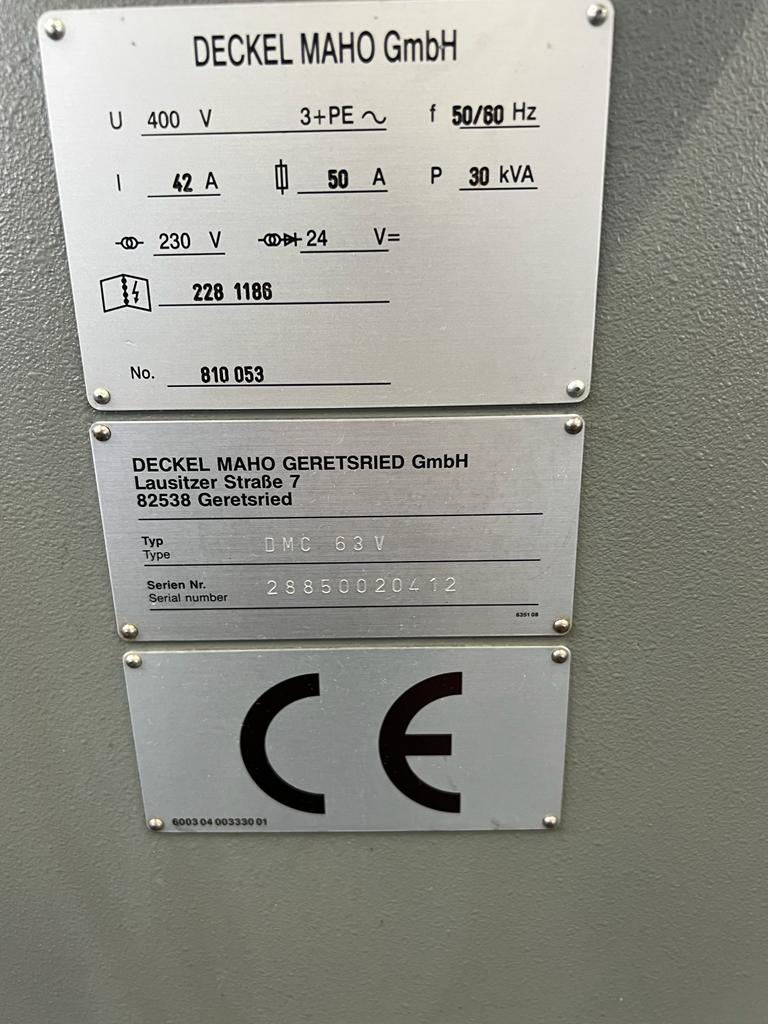 DECKEL MAHO GmbH
U 400 V 3+PE ~ f 50/60 Hz
I 42 A 50 A P 30 kVA
230 V 24 V=
228 1186
No. 810 053
DECKEL MAHO GERETSRIED GmbH
Lausitzer Straße 7
82538 Geretsried
Typ
Type DMC 63 V
Serien Nr.
Serial number 28850020412
635108
CE
6003 04 003330 01